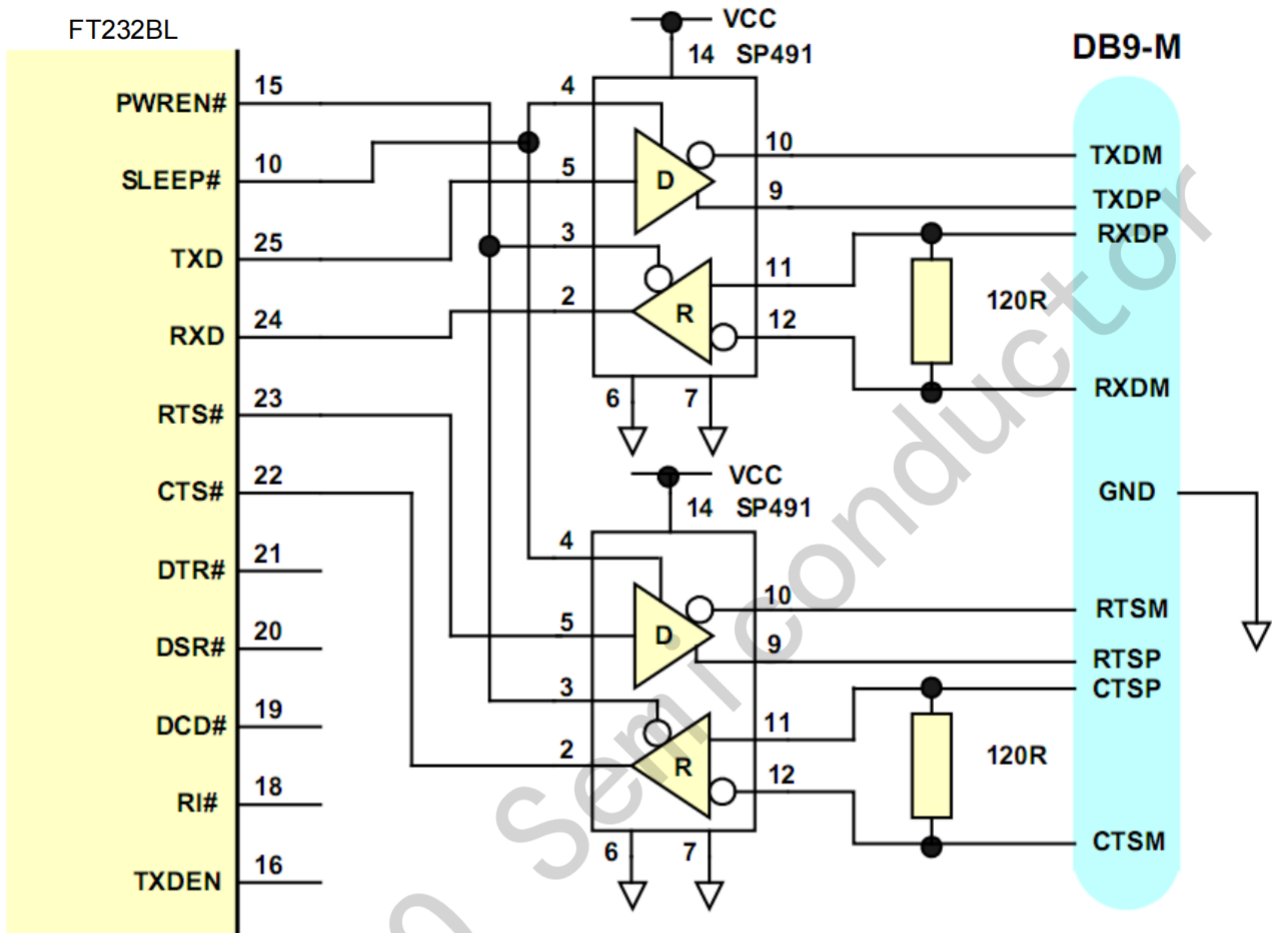 FT232BL
VCC
14 SP491
DB9-M
PWREN# 15
SLEEP# 10
TXD 25
RXD 24
RTS# 23
CTS# 22
DTR# 21
DSR# 20
DCD# 19
RI# 18
TXDEN 16
4
5
3
2
D
R
10
9
11
12
6 7
TXDM
TXDP
RXDP
120R
RXDM
GND
VCC
14 SP491
4
5
3
2
D
R
10
9
11
12
6 7
RTSM
RTSP
CTSP
120R
CTSM
Semiconductor